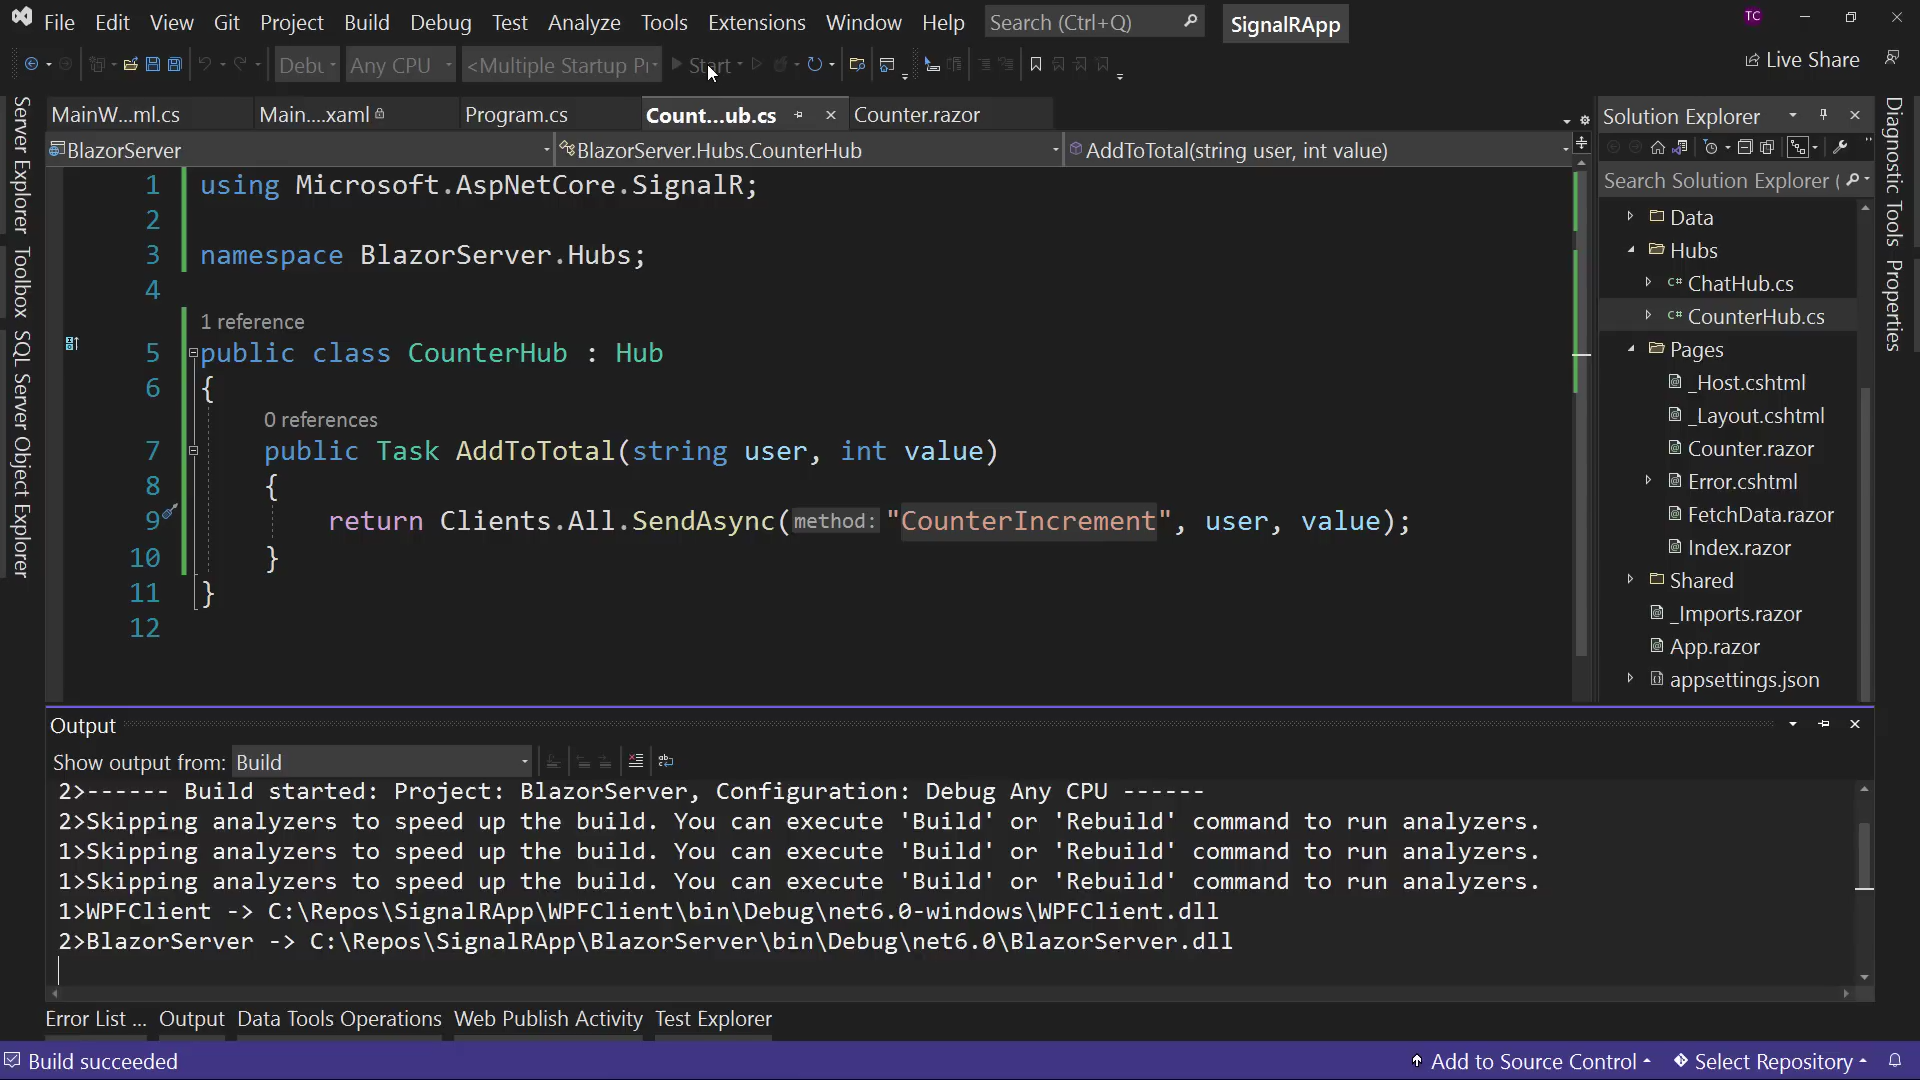 File Edit View Git Project Build Debug Test Analyze Tools Extensions Window Help Search (Ctrl+Q) SignalRApp TC
Debu Any CPU <Multiple Startup Pr Start Live Share
MainW...ml.cs Main....xaml Program.cs Count...ub.cs Counter.razor
BlazorServer BlazorServer.Hubs.CounterHub AddToTotal(string user, int value)
1 using Microsoft.AspNetCore.SignalR;
2
3 namespace BlazorServer.Hubs;
4
1 reference
5 public class CounterHub : Hub
6 {
0 references
7 public Task AddToTotal(string user, int value)
8 {
9 return Clients.All.SendAsync(method: "CounterIncrement", user, value);
10 }
11 }
12
Server Explorer
Toolbox
SQL Server Object Explorer
Solution Explorer
Search Solution Explorer (
Data
Hubs
C# ChatHub.cs
C# CounterHub.cs
Pages
_Host.cshtml
_Layout.cshtml
Counter.razor
Error.cshtml
FetchData.razor
Index.razor
Shared
_Imports.razor
App.razor
appsettings.json
Diagnostic Tools
Properties
Output
Show output from: Build
2>------ Build started: Project: BlazorServer, Configuration: Debug Any CPU ------
2>Skipping analyzers to speed up the build. You can execute 'Build' or 'Rebuild' command to run analyzers.
1>Skipping analyzers to speed up the build. You can execute 'Build' or 'Rebuild' command to run analyzers.
1>Skipping analyzers to speed up the build. You can execute 'Build' or 'Rebuild' command to run analyzers.
1>WPFClient -> C:\Repos\SignalRApp\WPFClient\bin\Debug\net6.0-windows\WPFClient.dll
2>BlazorServer -> C:\Repos\SignalRApp\BlazorServer\bin\Debug\net6.0\BlazorServer.dll
Error List ... Output Data Tools Operations Web Publish Activity Test Explorer
Build succeeded Add to Source Control Select Repository